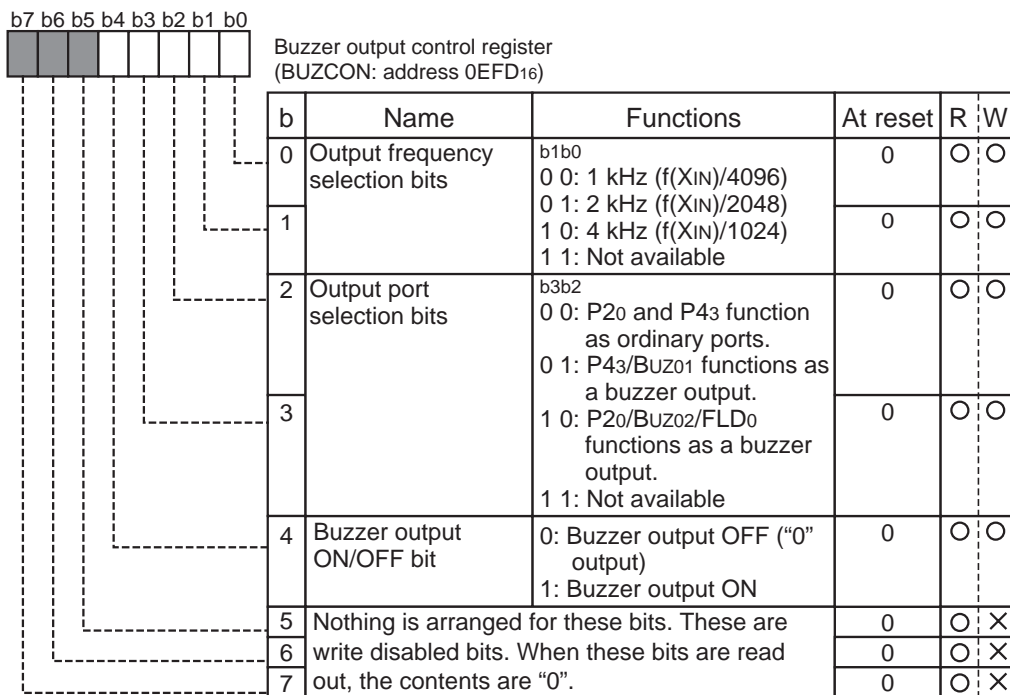 b7 b6 b5 b4 b3 b2 b1 b0
Buzzer output control register
(BUZCON: address 0EFD16)
b Name Functions At reset R W
0 Output frequency selection bits
b1b0
0 0: 1 kHz (f(XIN)/4096)
0 1: 2 kHz (f(XIN)/2048)
1 0: 4 kHz (f(XIN)/1024)
1 1: Not available
0 O O
1 0 O O
2 Output port selection bits
b3b2
0 0: P20 and P43 function
as ordinary ports.
0 1: P43/BUZ01 functions as
a buzzer output.
1 0: P20/BUZ02/FLD0
functions as a buzzer
output.
1 1: Not available
0 O O
3 0 O O
4 Buzzer output ON/OFF bit
0: Buzzer output OFF (“0”
output)
1: Buzzer output ON
0 O O
5 Nothing is arranged for these bits. These are 0 O ×
6 write disabled bits. When these bits are read 0 O ×
7 out, the contents are “0”. 0 O ×